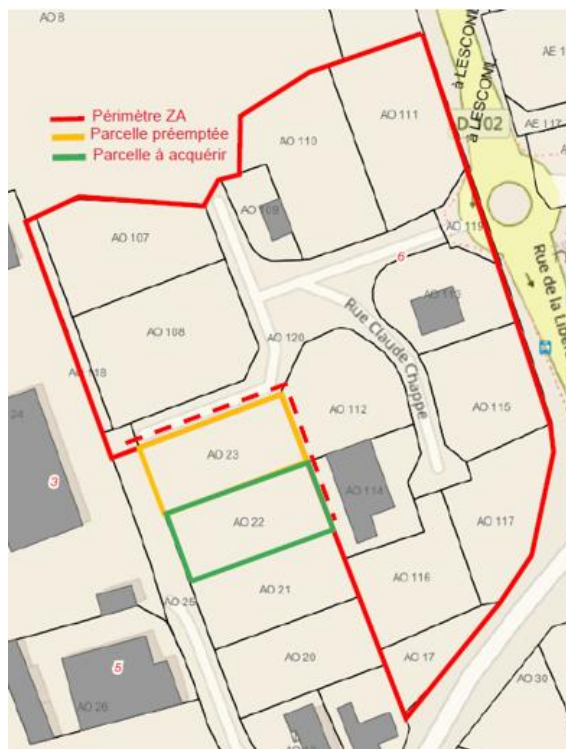 AO 8
à LESCONIL
à LESCONIL
AE 1
AE 117
D 102
Périmètre ZA
Parcelle préemptée
Parcelle à acquérir
AO 111
AO 110
AO 109
AO 119
AO 107
6
Rue de la Libe
AO 108
AO 120
AO 118
Rue Claude Chappe
24
AO 115
AO 112
3
AO 23
AO 114
AO 22
AO 117
AO 116
AO 21
AO 25
AO 20
AO 17
5
AO 26
AO 30